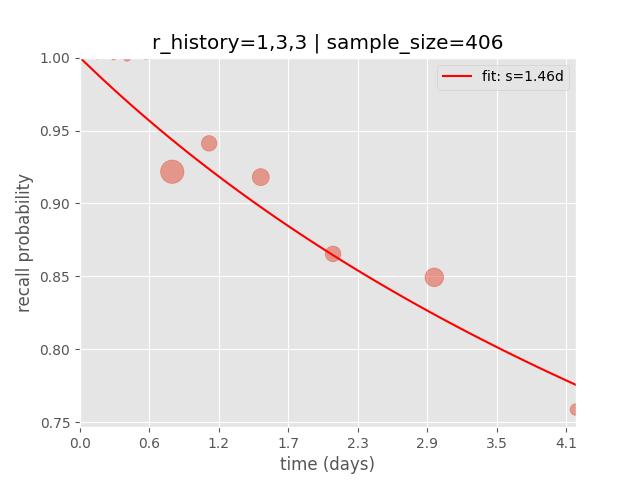 r_history=1,3,3 | sample_size=406
fit: s=1.46d
1.00
0.95
0.90
0.85
0.80
0.75
recall probability
0.0 0.6 1.2 1.7 2.3 2.9 3.5 4.1
time (days)